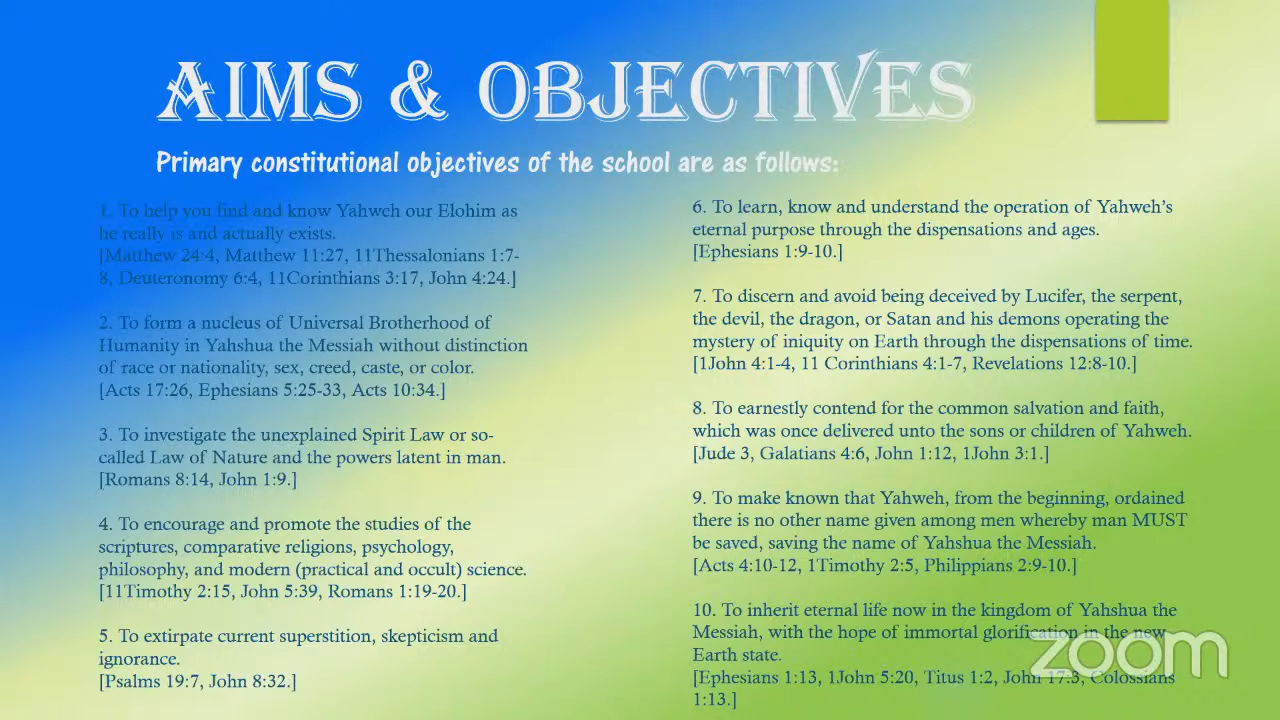 AIMS & OBJECTIVES
Primary constitutional objectives of the school are as follows:
1. To help you find and know Yahweh our Elohim as
he really is and actually exists.
[Matthew 24:4, Matthew 11:27, 11Thessalonians 1:7-
8, Deuteronomy 6:4, 11Corinthians 3:17, John 4:24.]
2. To form a nucleus of Universal Brotherhood of
Humanity in Yahshua the Messiah without distinction
of race or nationality, sex, creed, caste, or color.
[Acts 17:26, Ephesians 5:25-33, Acts 10:34.]
3. To investigate the unexplained Spirit Law or so-
called Law of Nature and the powers latent in man.
[Romans 8:14, John 1:9.]
4. To encourage and promote the studies of the
scriptures, comparative religions, psychology,
philosophy, and modern (practical and occult) science.
[11Timothy 2:15, John 5:39, Romans 1:19-20.]
5. To extirpate current superstition, skepticism and
ignorance.
[Psalms 19:7, John 8:32.]
6. To learn, know and understand the operation of Yahweh's
eternal purpose through the dispensations and ages.
[Ephesians 1:9-10.]
7. To discern and avoid being deceived by Lucifer, the serpent,
the devil, the dragon, or Satan and his demons operating the
mystery of iniquity on Earth through the dispensations of time.
[1John 4:1-4, 11 Corinthians 4:1-7, Revelations 12:8-10.]
8. To earnestly contend for the common salvation and faith,
which was once delivered unto the sons or children of Yahweh.
[Jude 3, Galatians 4:6, John 1:12, 1John 3:1.]
9. To make known that Yahweh, from the beginning, ordained
there is no other name given among men whereby man MUST
be saved, saving the name of Yahshua the Messiah.
[Acts 4:10-12, 1Timothy 2:5, Philippians 2:9-10.]
10. To inherit eternal life now in the kingdom of Yahshua the
Messiah, with the hope of immortal glorification in the new
Earth state.
[Ephesians 1:13, 1John 5:20, Titus 1:2, John 17:3, Colossians
1:13.]
zoom